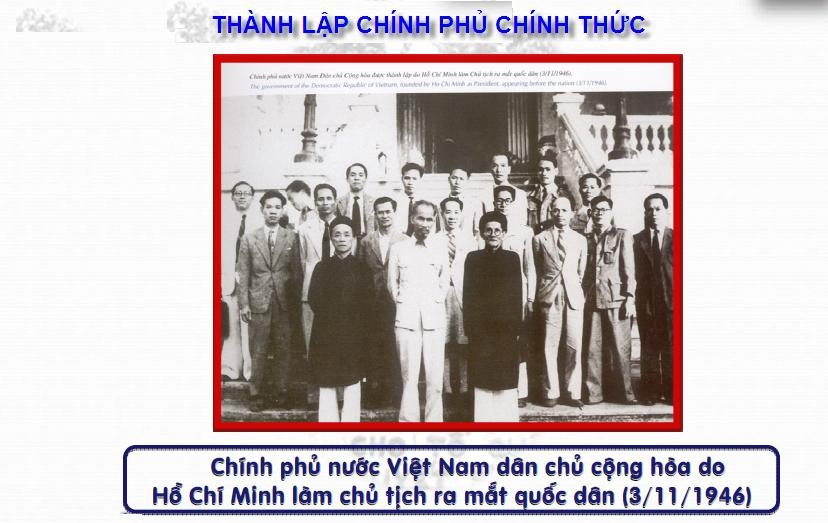 THÀNH LẬP CHÍNH PHỦ CHÍNH THỨC
Chính phủ nước Việt Nam Dân chủ Cộng hòa được thành lập do Hồ Chí Minh làm Chủ tịch ra mắt quốc dân (3/11/1946).
The government of the Democratic Republic of Vietnam, founded by Ho Chi Minh as President, appearing before the nation (3/11/1946).
CHO TỔ QU
Chính phủ nước Việt Nam dân chủ cộng hòa do
Hồ Chí Minh làm chủ tịch ra mắt quốc dân (3/11/1946)